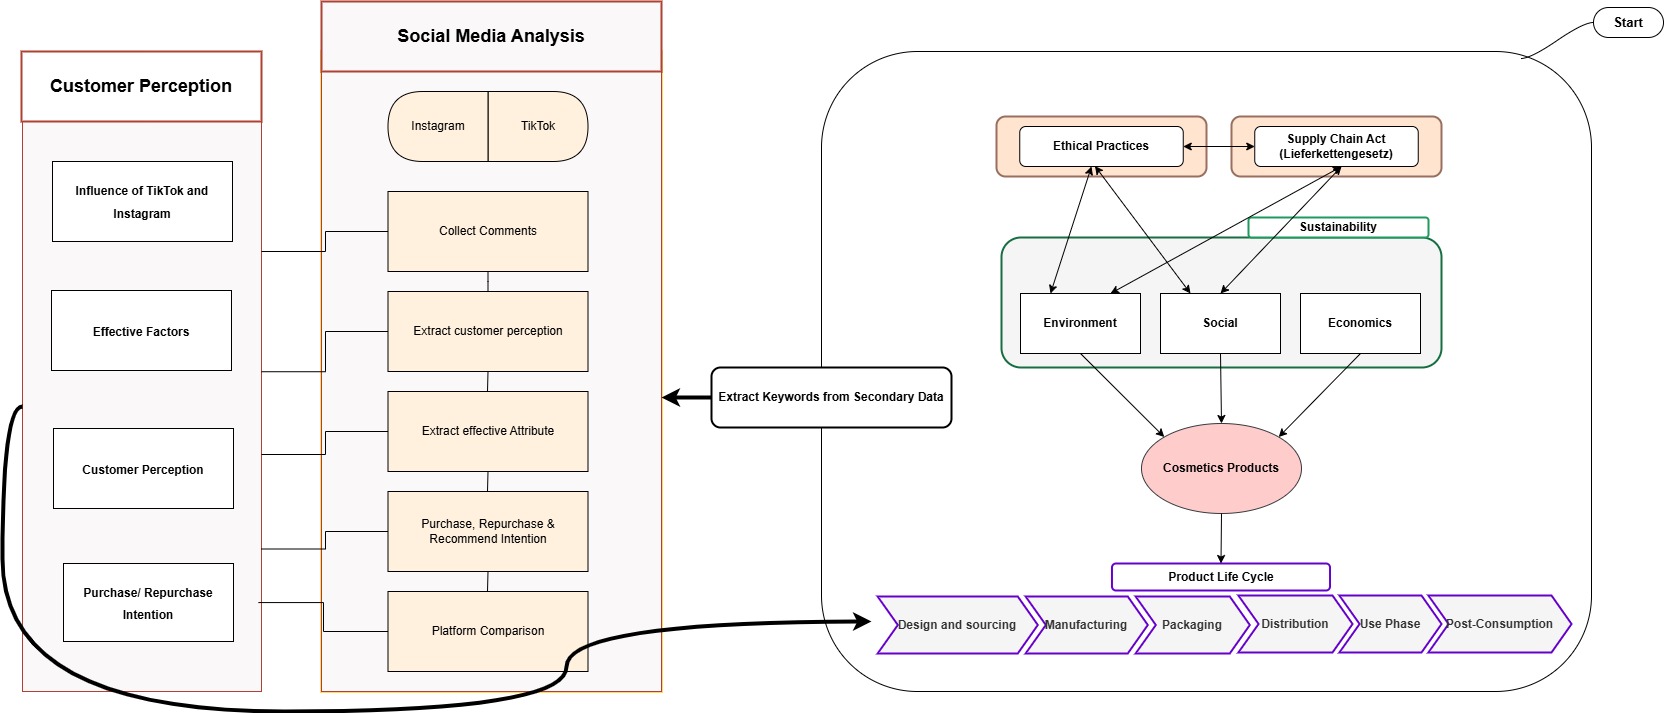 Start
Social Media Analysis
Customer Perception
Instagram
TikTok
Influence of TikTok and
Instagram
Effective Factors
Customer Perception
Purchase/ Repurchase
Intention
Collect Comments
Extract customer perception
Extract effective Attribute
Purchase, Repurchase &
Recommend Intention
Platform Comparison
Extract Keywords from Secondary Data
Ethical Practices
Supply Chain Act
(Lieferkettengesetz)
Sustainability
Environment
Social
Economics
Cosmetics Products
Product Life Cycle
Design and sourcing
Manufacturing
Packaging
Distribution
Use Phase
Post-Consumption